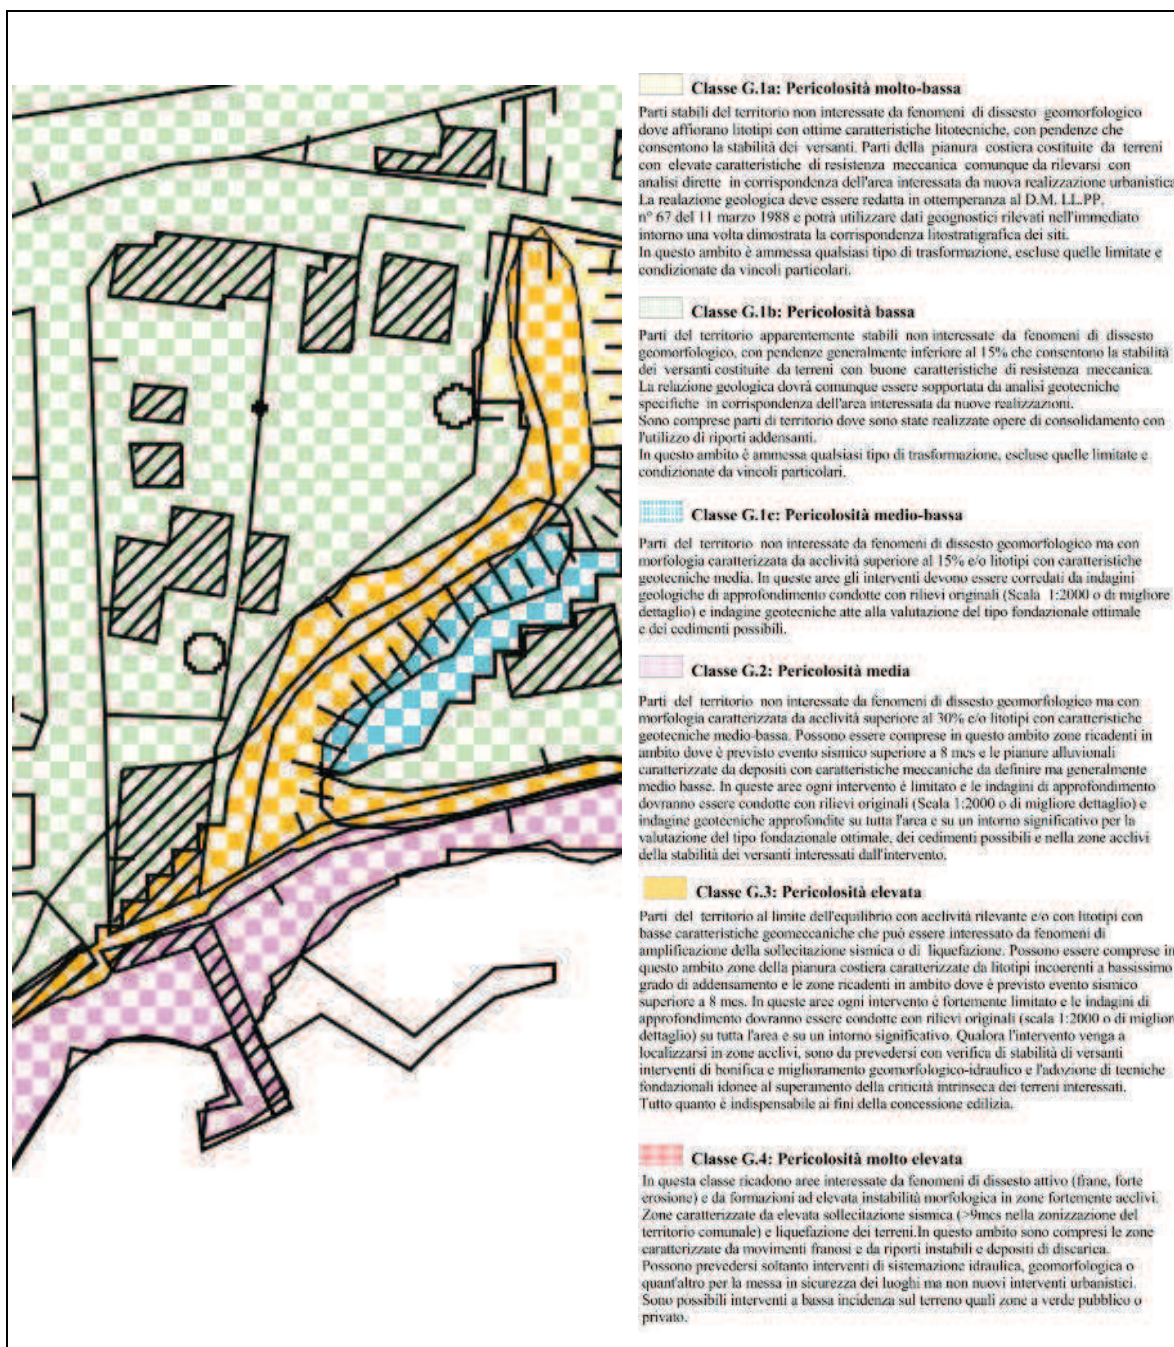 Classe G.1a: Pericolosità molto-bassa
Parti stabili del territorio non interessate da fenomeni di dissesto geomorfologico
dove affiorano litotipi con ottime caratteristiche litotecniche, con pendenze che
consentono la stabilità dei versanti. Parti della pianura costiera costituite da terreni
con elevate caratteristiche di resistenza meccanica comunque da rilevarsi con
analisi dirette in corrispondenza dell'area interessata da nuova realizzazione urbanistica
La realazione geologica deve essere redatta in ottemperanza al D.M. LL.PP.
n° 67 del 11 marzo 1988 e potrà utilizzare dati geognostici rilevati nell'immediato
intorno una volta dimostrata la corrispondenza litostratigrafica dei siti.
In questo ambito è ammessa qualsiasi tipo di trasformazione, escluse quelle limitate e
condizionate da vincoli particolari.
Classe G.1b: Pericolosità bassa
Parti del territorio apparentemente stabili non interessate da fenomeni di dissesto
geomorfologico, con pendenze generalmente inferiore al 15% che consentono la stabilità
dei versanti costituite da terreni con buone caratteristiche di resistenza meccanica.
La relazione geologica dovrà comunque essere sopportata da analisi geotecniche
specifiche in corrispondenza dell'area interessata da nuove realizzazioni.
Sono comprese parti di territorio dove sono state realizzate opere di consolidamento con
l'utilizzo di riporti addensanti.
In questo ambito è ammessa qualsiasi tipo di trasformazione, escluse quelle limitate e
condizionate da vincoli particolari.
Classe G.1c: Pericolosità medio-bassa
Parti del territorio non interessate da fenomeni di dissesto geomorfologico ma con
morfologia caratterizzata da acclività superiore al 15% e/o litotipi con caratteristiche
geotecniche media. In queste aree gli interventi devono essere corredati da indagini
geologiche di approfondimento condotte con rilievi originali (Scala 1:2000 o di migliore
dettaglio) e indagine geotecniche atte alla valutazione del tipo fondazionale ottimale
e dei cedimenti possibili.
Classe G.2: Pericolosità media
Parti del territorio non interessate da fenomeni di dissesto geomorfologico ma con
morfologia caratterizzata da acclività superiore al 30% e/o litotipi con caratteristiche
geotecniche medio-bassa. Possono essere comprese in questo ambito zone ricadenti in
ambito dove è previsto evento sismico superiore a 8 mcs e le pianure alluvionali
caratterizzate da depositi con caratteristiche meccaniche da definire ma generalmente
medio basse. In queste aree ogni intervento è limitato e le indagini di approfondimento
dovranno essere condotte con rilievi originali (Scala 1:2000 o di migliore dettaglio) e
indagine geotecniche approfondite su tutta l'area e su un intorno significativo per la
valutazione del tipo fondazionale ottimale, dei cedimenti possibili e nella zone acclivi
della stabilità dei versanti interessati dall'intervento.
Classe G.3: Pericolosità elevata
Parti del territorio al limite dell'equilibrio con acclività rilevante e/o con litotipi con
basse caratteristiche geomeccaniche che può essere interessato da fenomeni di
amplificazione della sollecitazione sismica o di liquefazione. Possono essere comprese in
questo ambito zone della pianura costiera caratterizzate da litotipi incoerenti a bassissimo
grado di addensamento e le zone ricadenti in ambito dove è previsto evento sismico
superiore a 8 mcs. In queste aree ogni intervento è fortemente limitato e le indagini di
approfondimento dovranno essere condotte con rilievi originali (scala 1:2000 o di migliore
dettaglio) su tutta l'area e su un intorno significativo. Qualora l'intervento venga a
localizzarsi in zone acclivi, sono da prevedersi con verifica di stabilità di versanti
interventi di bonifica e miglioramento geomorfologico-idraulico e l'adozione di tecniche
fondazionali idonee al superamento della criticità intrinseca dei terreni interessati.
Tutto quanto è indispensabile ai fini della concessione edilizia.
Classe G.4: Pericolosità molto elevata
In questa classe ricadono aree interessate da fenomeni di dissesto attivo (frane, forte
erosione) e da formazioni ad elevata instabilità morfologica in zone fortemente acclivi.
Zone caratterizzate da elevata sollecitazione sismica (>9mcs nella zonizzazione del
territorio comunale) e liquefazione dei terreni.In questo ambito sono compresi le zone
caratterizzate da movimenti franosi e da riporti instabili e depositi di discarica.
Possono prevedersi soltanto interventi di sistemazione idraulica, geomorfologica o
quant'altro per la messa in sicurezza dei luoghi ma non nuovi interventi urbanistici.
Sono possibili interventi a bassa incidenza sul terreno quali zone a verde pubblico o
privato.